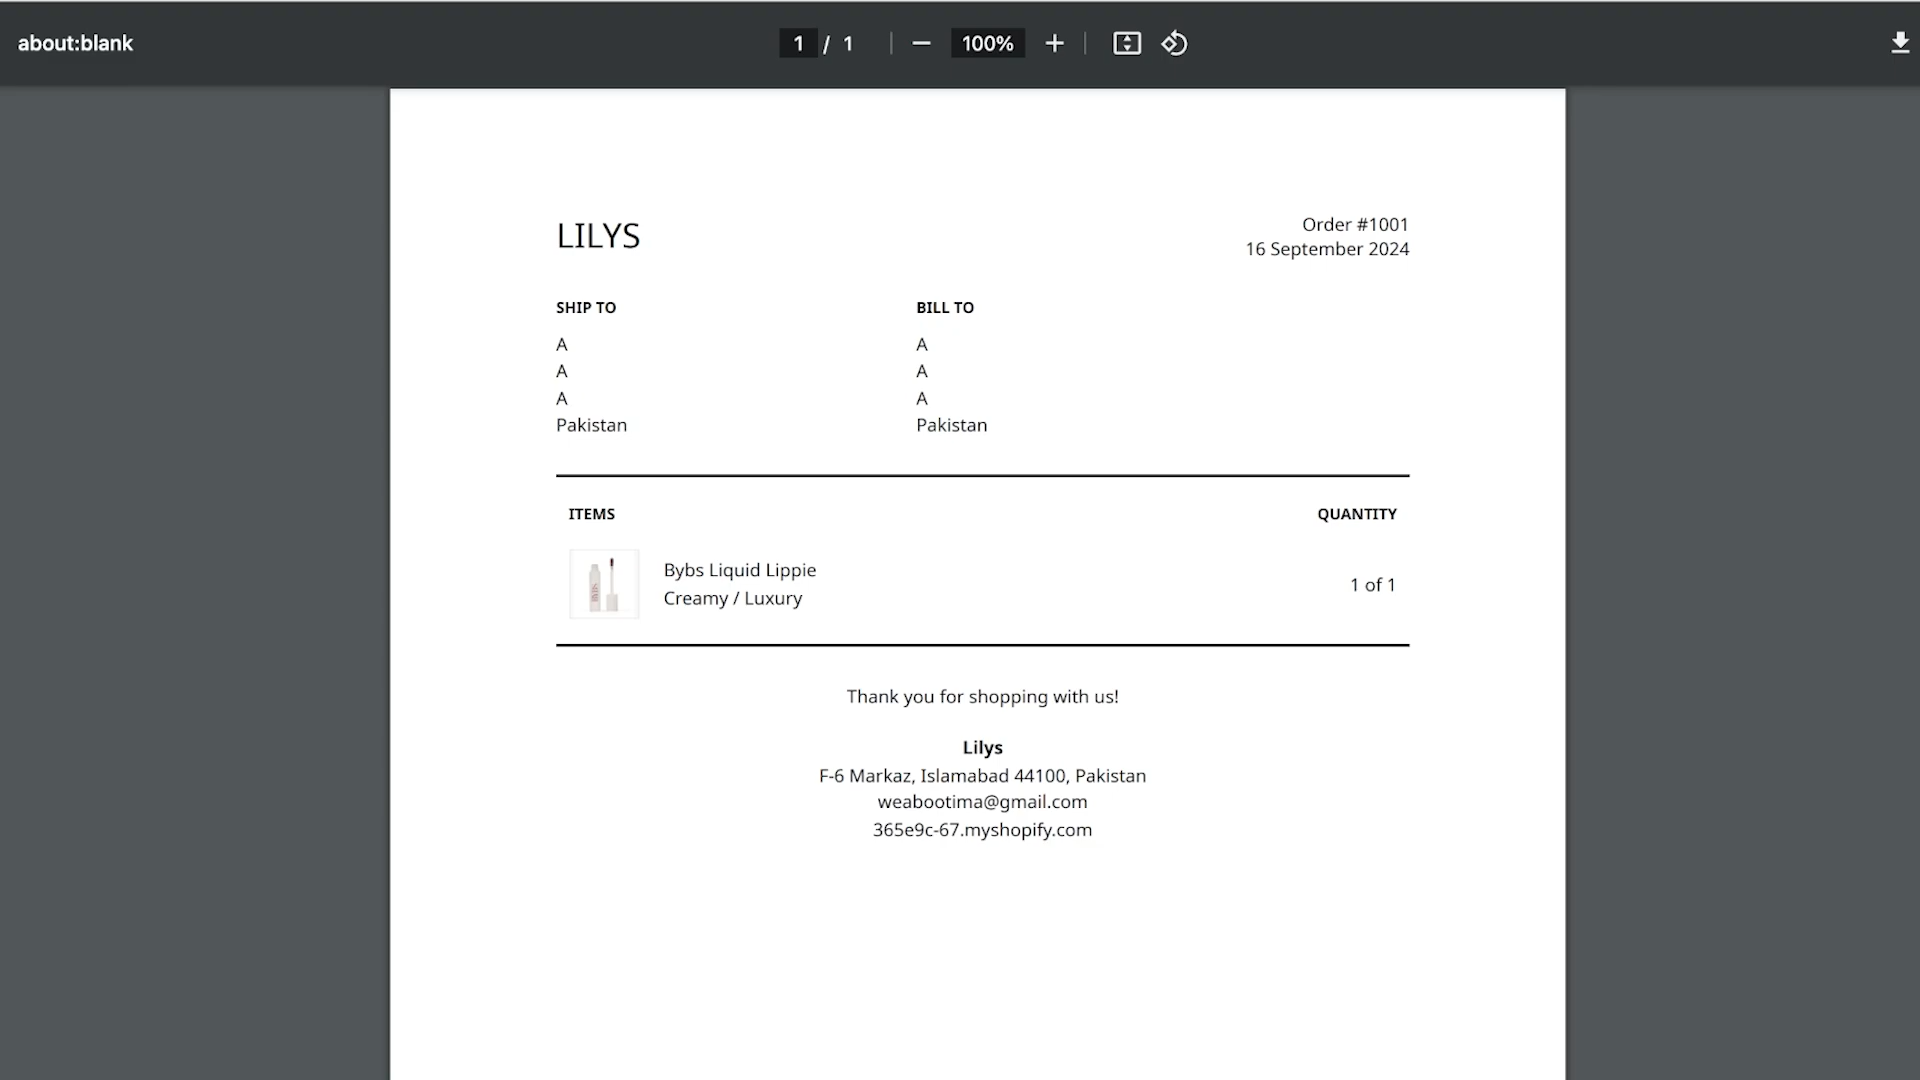 about:blank
1 / 1
100%
LILYS
Order #1001
16 September 2024
SHIP TO
A
A
A
Pakistan
BILL TO
A
A
A
Pakistan
ITEMS
QUANTITY
Bybs Liquid Lippie
Creamy / Luxury
1 of 1
Thank you for shopping with us!
Lilys
F-6 Markaz, Islamabad 44100, Pakistan
weabootima@gmail.com
365e9c-67.myshopify.com